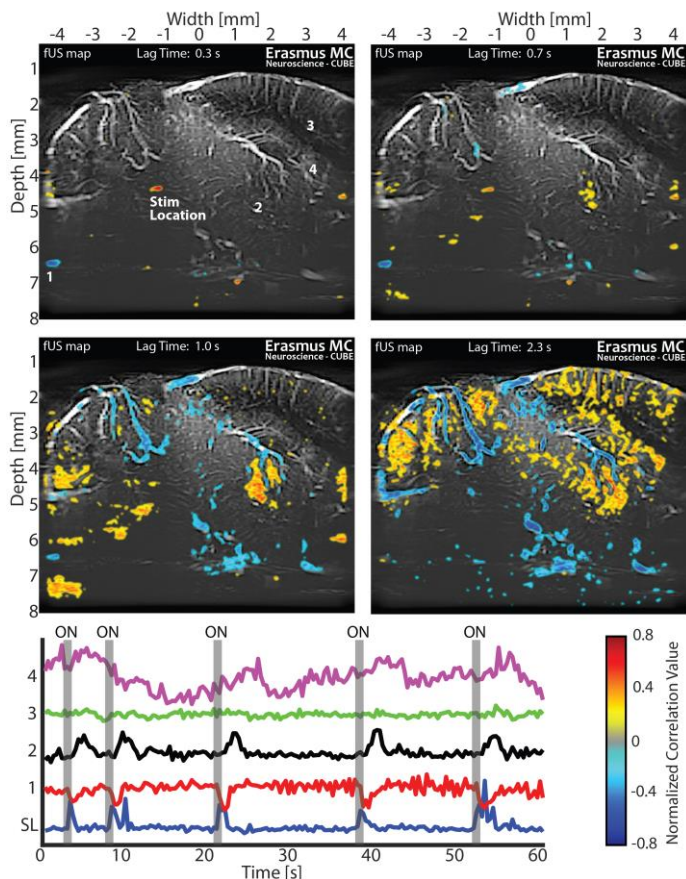 Width [mm]
Width [mm]
-4 -3 -2 -1 0 1 2 3 4
-4 -3 -2 -1 0 1 2 3 4
fUS map
Lag Time: 0.3 s
Erasmus MC
Neuroscience - CUBE
fUS map
Lag Time: 0.7 s
Erasmus MC
Neuroscience - CUBE
Depth [mm]
1
2
3
4
5
6
7
8
3
4
Stim
Location
2
1
fUS map
Lag Time: 1.0 s
Erasmus MC
Neuroscience - CUBE
fUS map
Lag Time: 2.3 s
Erasmus MC
Neuroscience - CUBE
Depth [mm]
1
2
3
4
5
6
7
8
ON ON ON ON ON
4
3
2
1
SL
0 10 20 30 40 50 60
Time [s]
0.8
0.4
0
-0.4
-0.8
Normalized Correlation Value